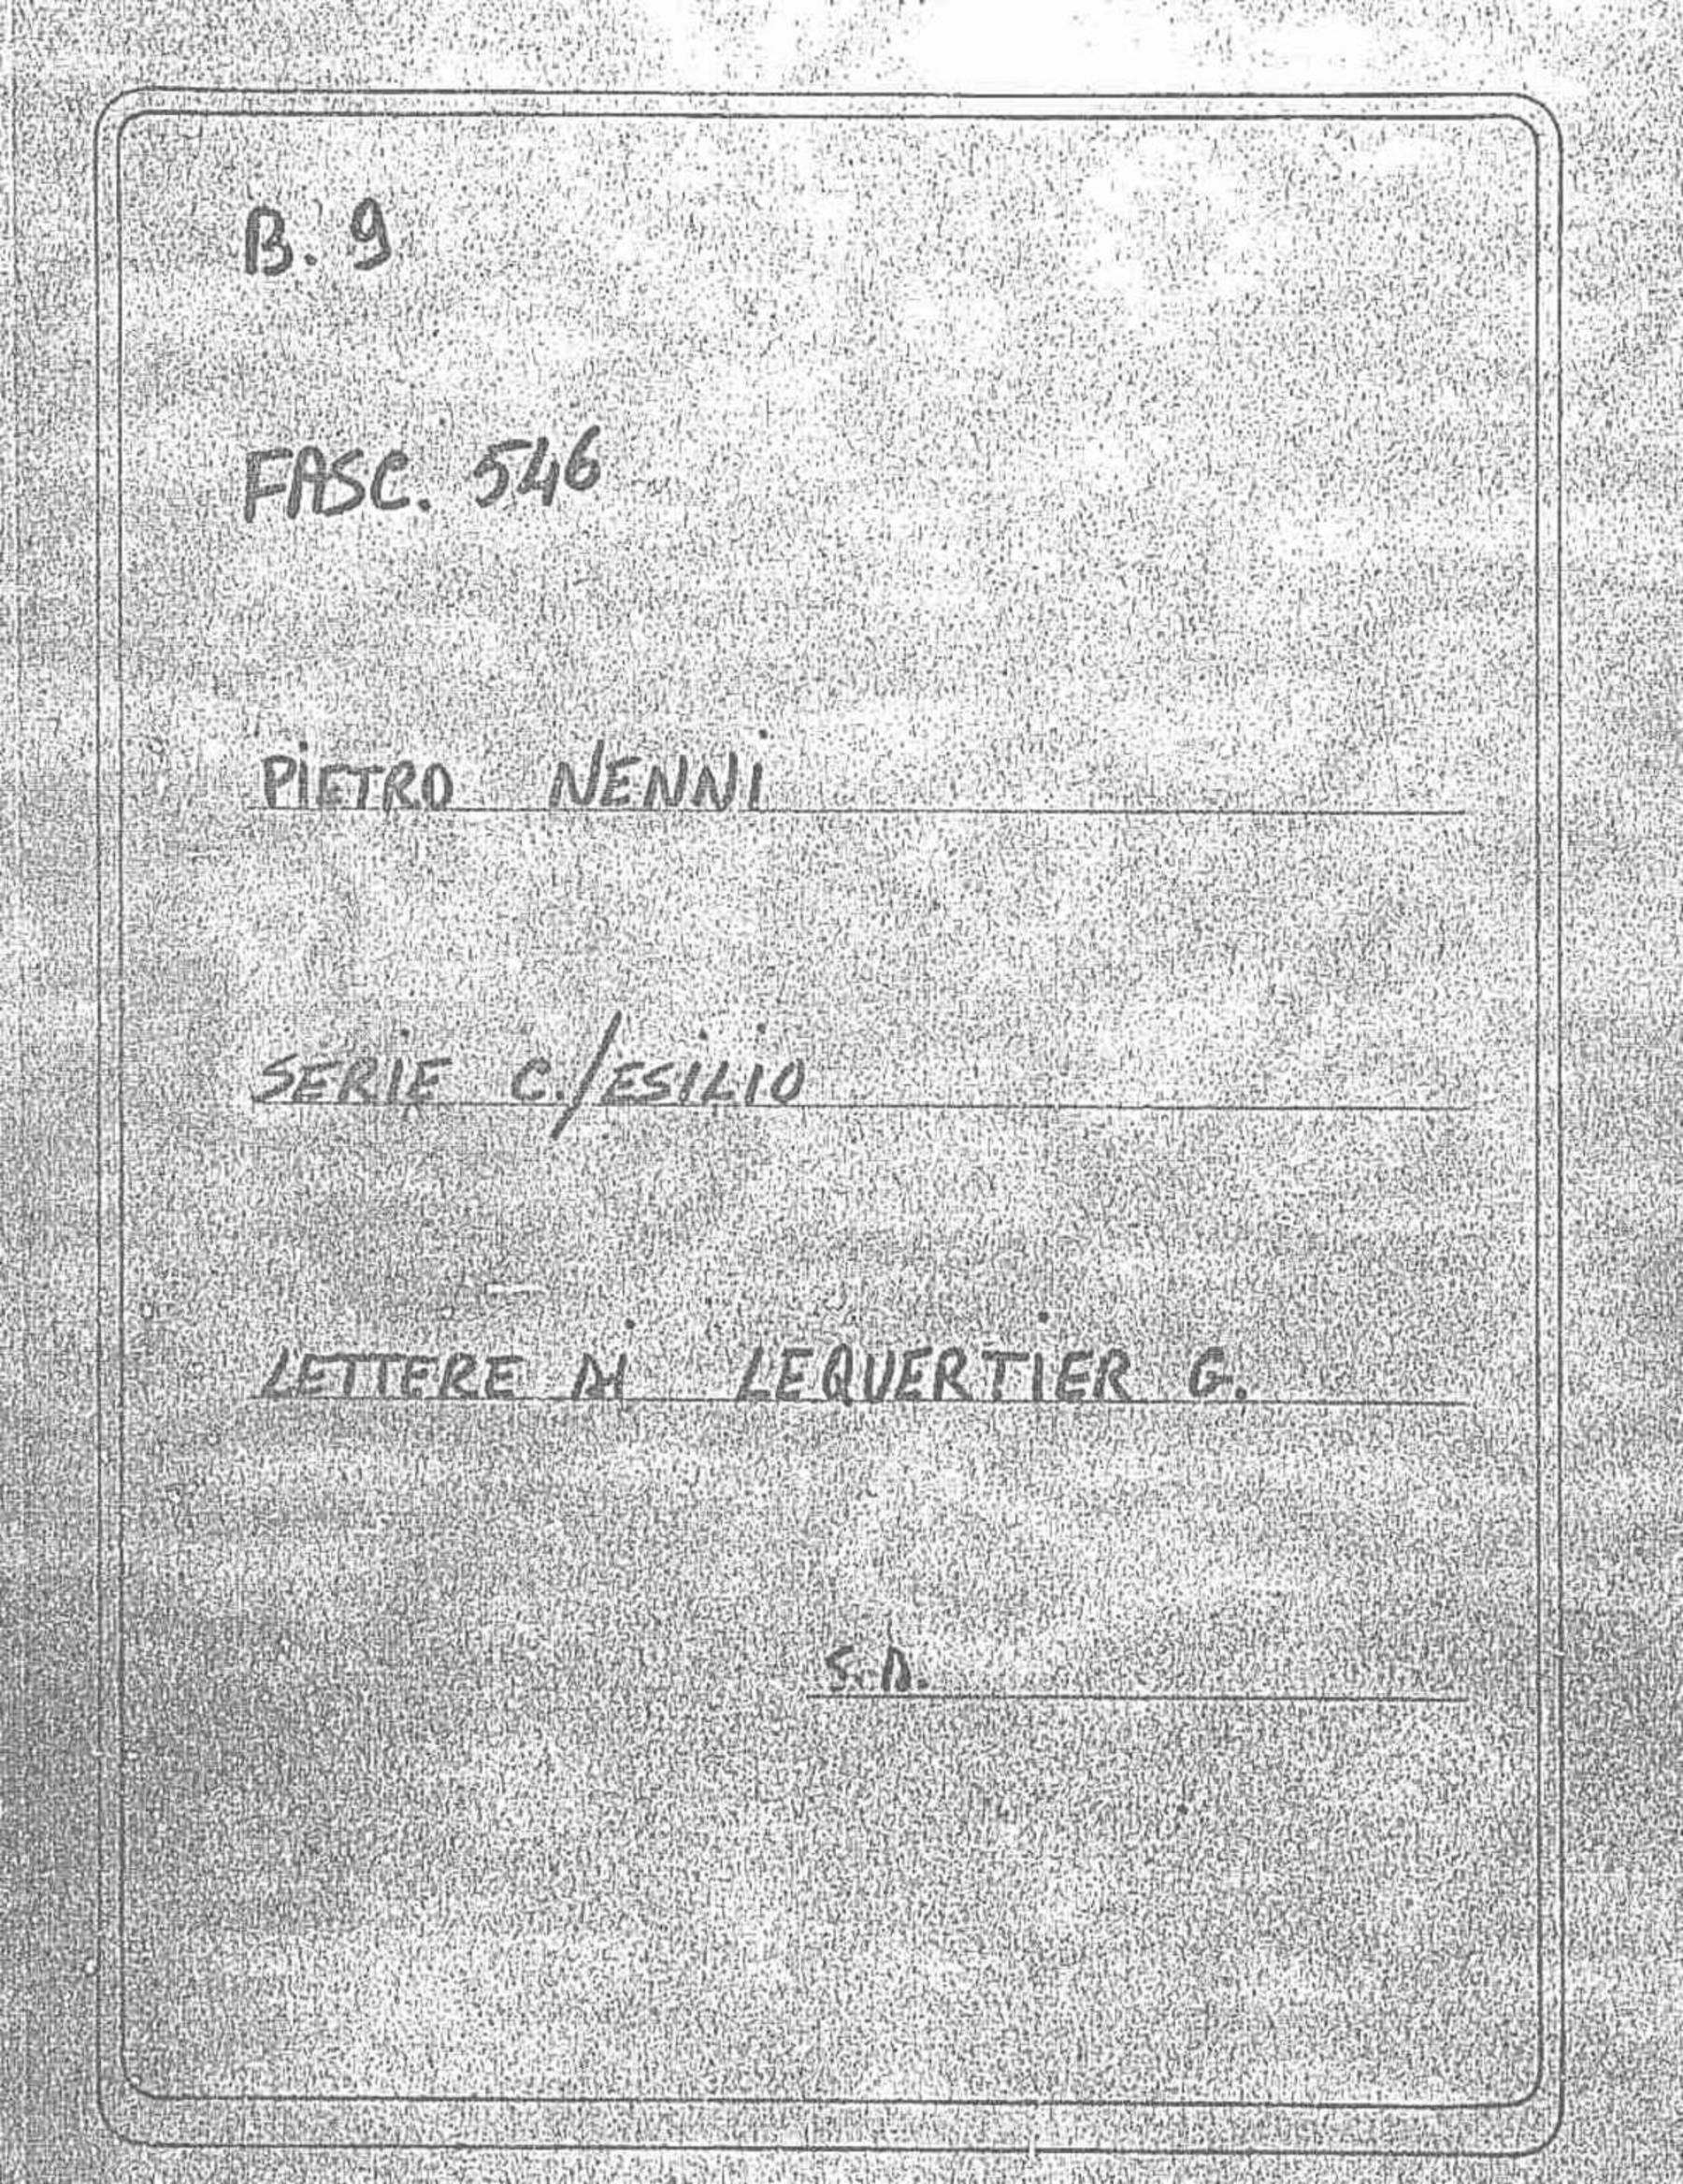 B. 9
FASC. 546
PIETRO NENNI
SERIE C./ESILIO
LETTERE DI LEQUERTIER G.
S.D.